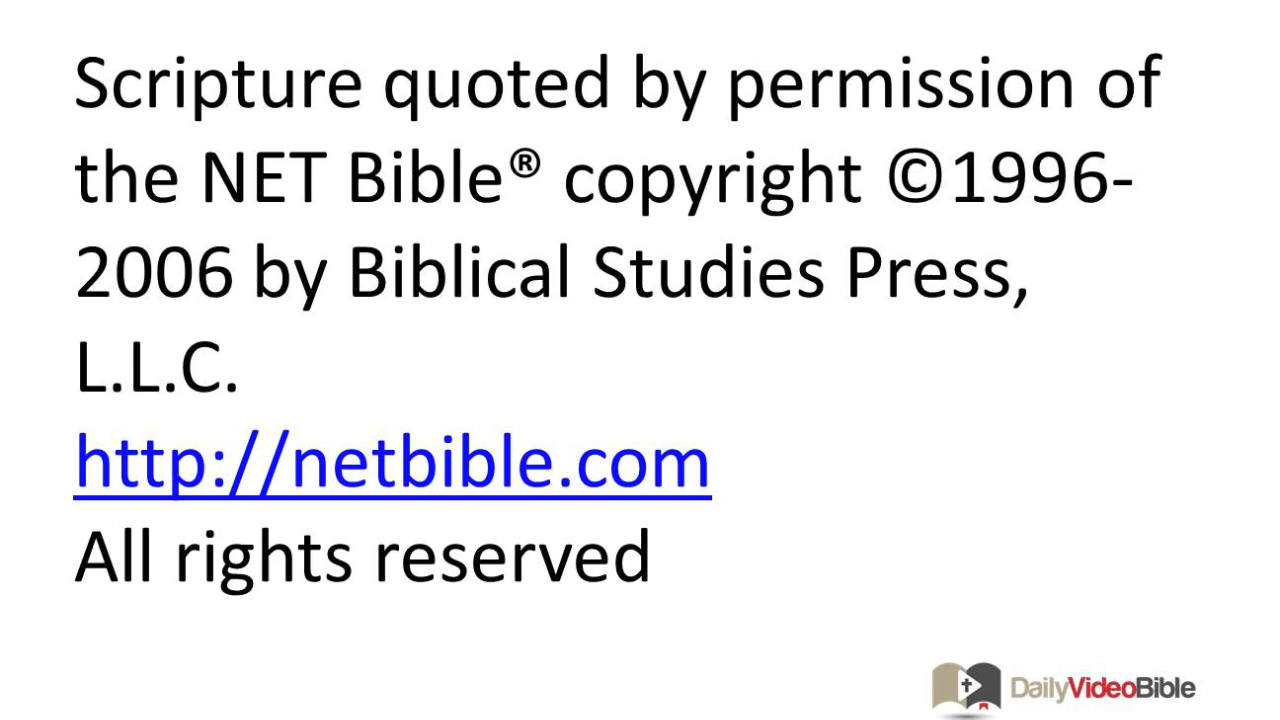 Scripture quoted by permission of
the NET Bible® copyright ©1996-
2006 by Biblical Studies Press,
L.L.C.
http://netbible.com
All rights reserved
DailyVideoBible